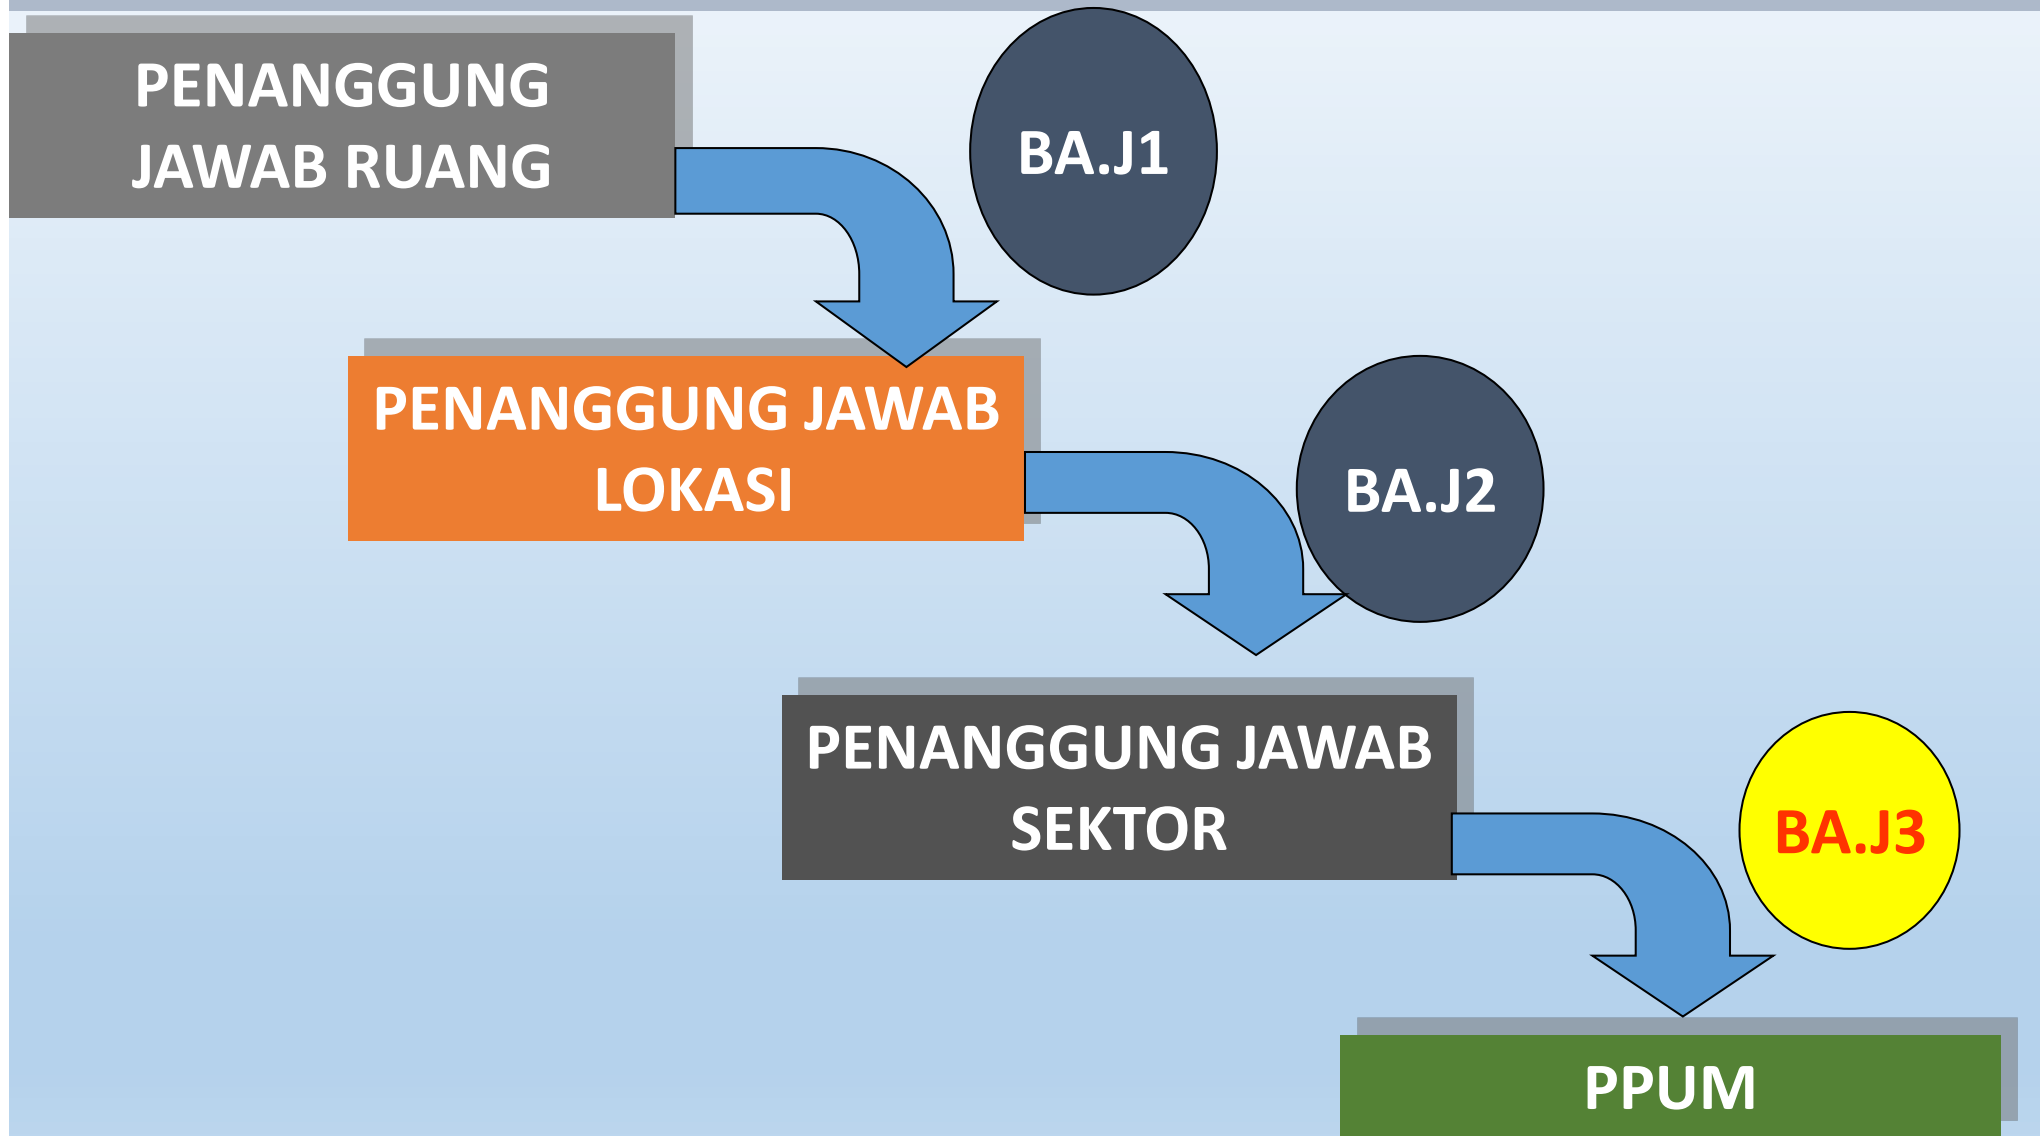 PENANGGUNG
JAWAB RUANG
BA.J1
PENANGGUNG JAWAB
LOKASI
BA.J2
PENANGGUNG JAWAB
SEKTOR
BA.J3
PPUM